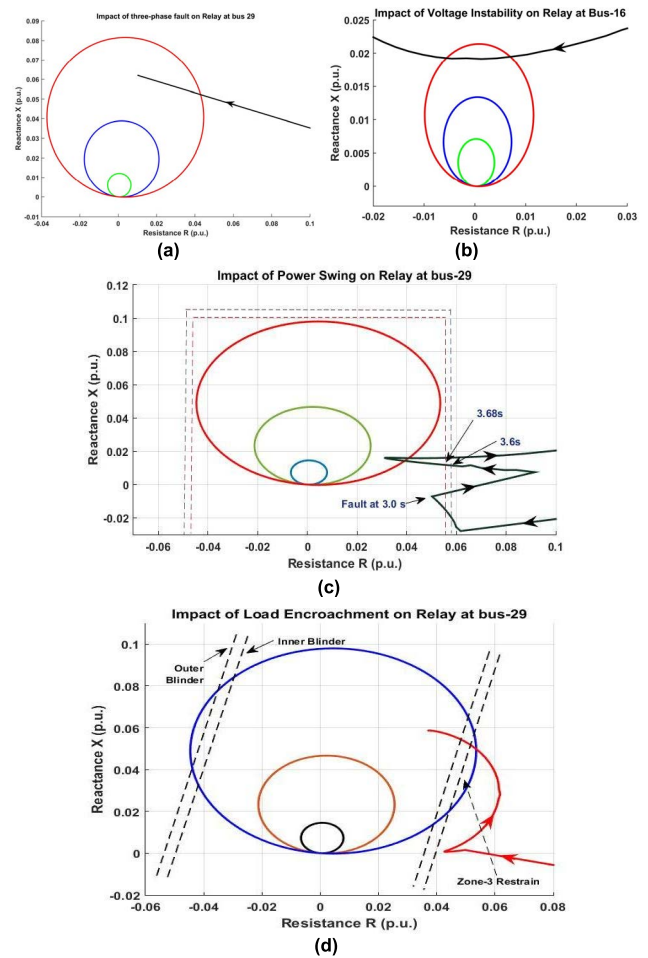 Impact of three-phase fault on Relay at bus 29
Reactance X (p.u.)
0.09
0.08
0.07
0.06
0.05
0.04
0.03
0.02
0.01
0
-0.01
-0.04 -0.02 0 0.02 0.04 0.06 0.08 0.1
Resistance R (p.u.)
(a)
Impact of Voltage Instability on Relay at Bus-16
Reactance X (p.u.)
0.025
0.02
0.015
0.01
0.005
0
-0.02 -0.01 0 0.01 0.02 0.03
Resistance R (p.u.)
(b)
Impact of Power Swing on Relay at bus-29
Reactance X (p.u.)
0.12
0.1
0.08
0.06
0.04
0.02
0
-0.02
3.68s
3.6s
Fault at 3.0 s
-0.06 -0.04 -0.02 0 0.02 0.04 0.06 0.08 0.1
Resistance R (p.u.)
(c)
Impact of Load Encroachment on Relay at bus-29
Reactance X (p.u.)
0.1
0.08
0.06
0.04
0.02
0
-0.02
Inner Blinder
Outer
Blinder
Zone-3 Restrain
-0.06 -0.04 -0.02 0 0.02 0.04 0.06 0.08
Resistance R (p.u.)
(d)